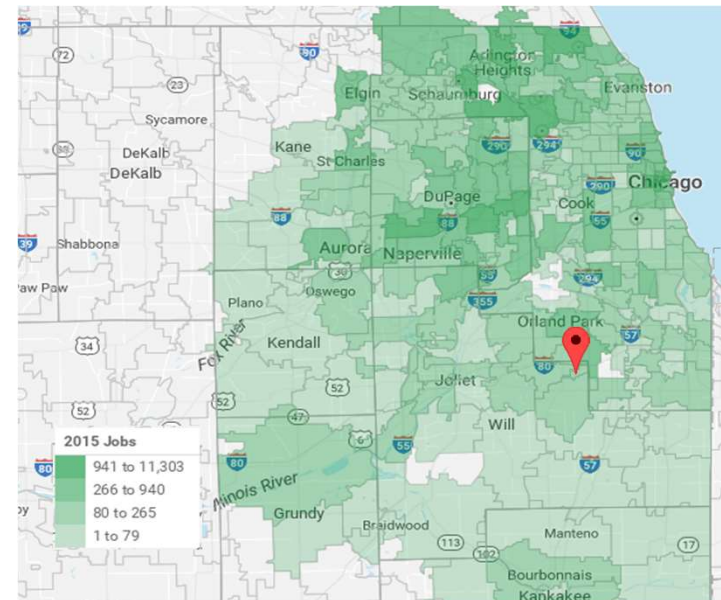 94
90
72
Arlington
Heights
Elgin
Schaumburg
Evanston
23
Sycamore
290
294
90
DeKalb
DeKalb
Kane
St Charles
290
Chicago
DuPage
Cook
88
88
55
39
Shabbona
Aurora
Naperville
30
55
294
aw Paw
Plano
Oswego
355
Orland Park
57
34
Fox River
Kendall
80
52
Joliet
52
52
47
Will
6
55
80
80
57
2015 Jobs
941 to 11,303
266 to 940
80 to 265
1 to 79
Illinois River
Grundy
Braidwood
Manteno
113
102
17
Bourbonnais
Kankakee